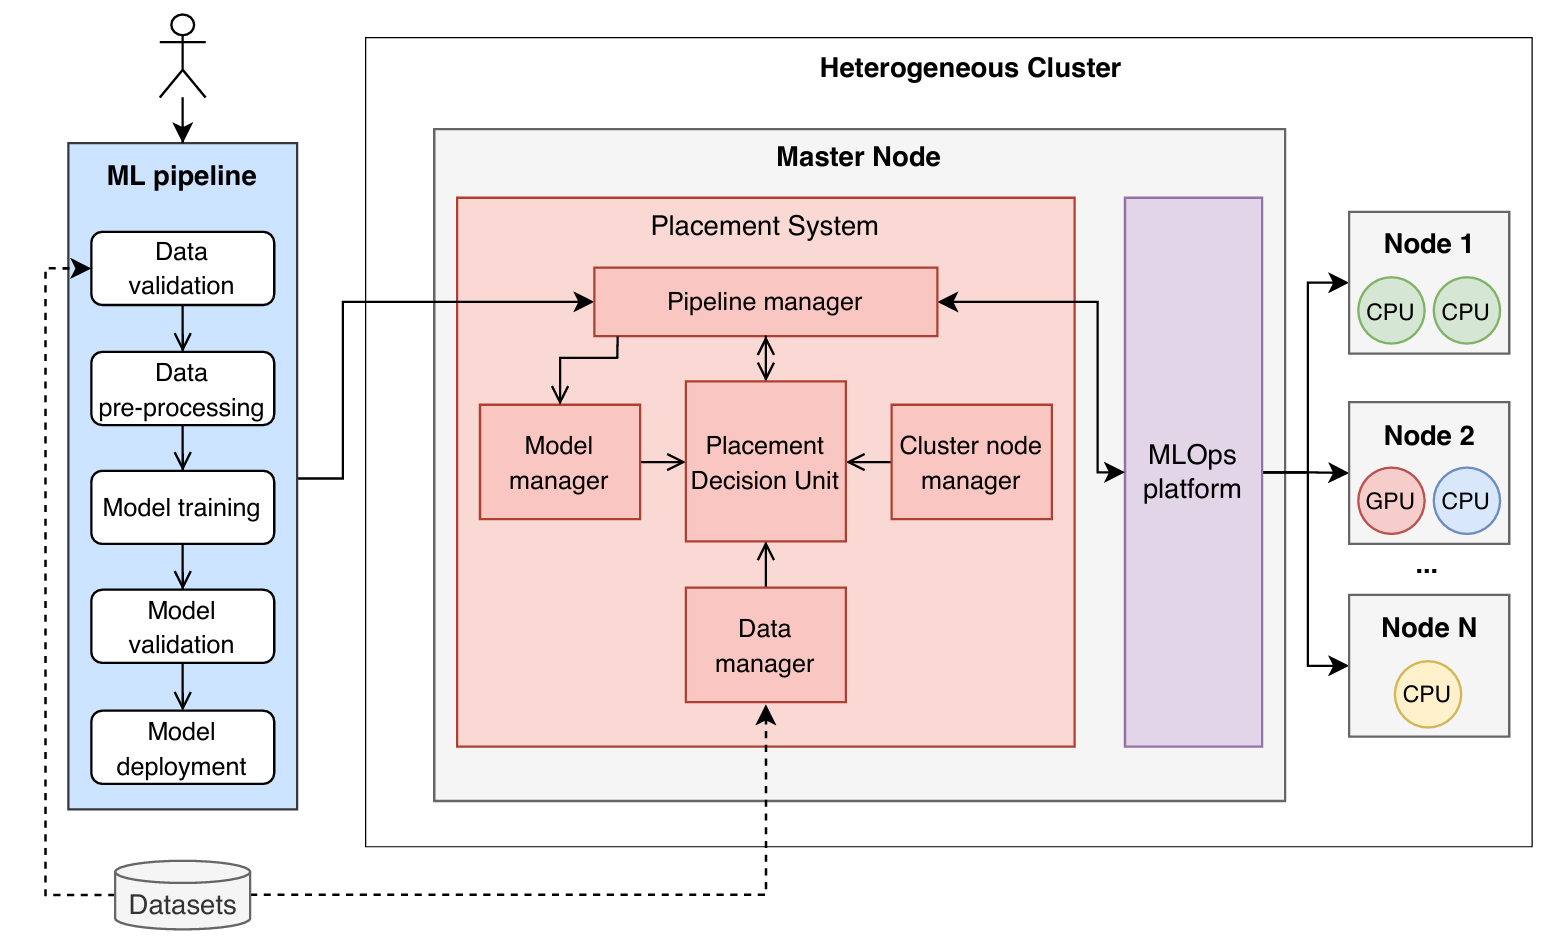 Heterogeneous Cluster
ML pipeline
Data
validation
Data
pre-processing
Model training
Model
validation
Model
deployment
Datasets
Master Node
Placement System
Pipeline manager
Model
manager
Placement
Decision Unit
Cluster node
manager
Data
manager
MLOps
platform
Node 1
CPU CPU
Node 2
GPU CPU
...
Node N
CPU